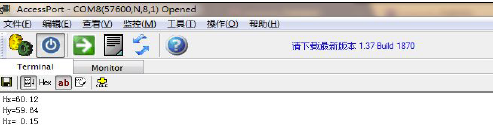 AccessPort - COM8(57600,N,8,1) Opened
文件(F) 编辑(E) 查看(V) 监控(M) 工具(T) 操作(O) 帮助(H)
请下载最新版本 1.37 Build 1870
Terminal Monitor
Hex ab
Hx=60.12
Hy=59.64
Hz= 0.15